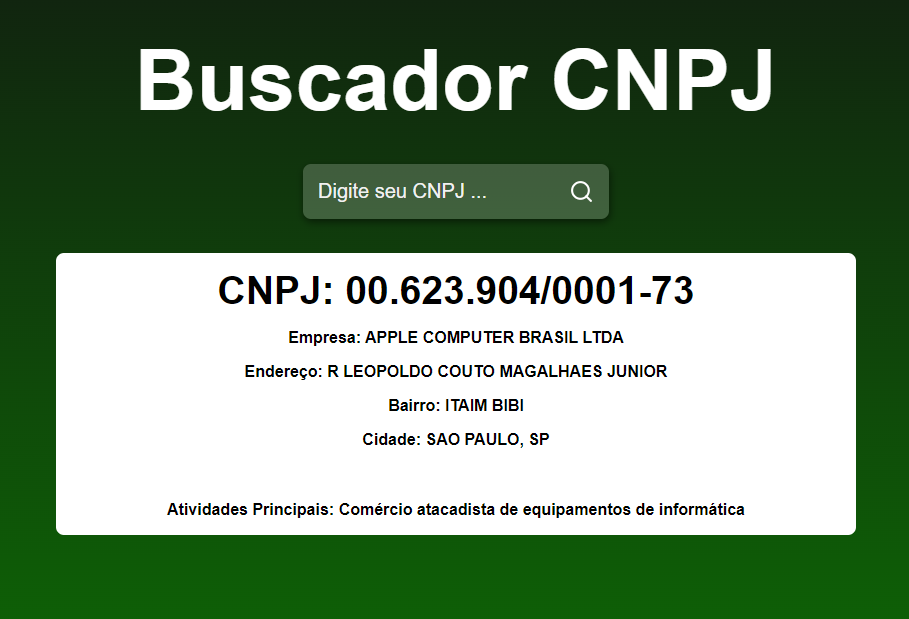 Buscador CNPJ
Digite seu CNPJ ...
CNPJ: 00.623.904/0001-73
Empresa: APPLE COMPUTER BRASIL LTDA
Endereço: R LEOPOLDO COUTO MAGALHAES JUNIOR
Bairro: ITAIM BIBI
Cidade: SAO PAULO, SP
Atividades Principais: Comércio atacadista de equipamentos de informática